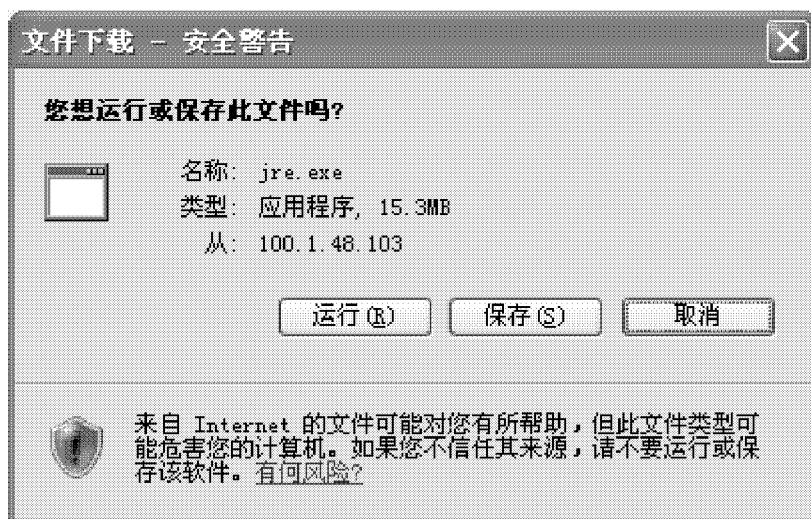 文件下载 - 安全警告
您想运行或保存此文件吗?
名称: jre.exe
类型: 应用程序, 15.3MB
从: 100.1.48.103
运行(R) 保存(S) 取消
来自 Internet 的文件可能对您有所帮助，但此文件类型可
能危害您的计算机。如果您不信任其来源，请不要运行或保
存该软件。有何风险?